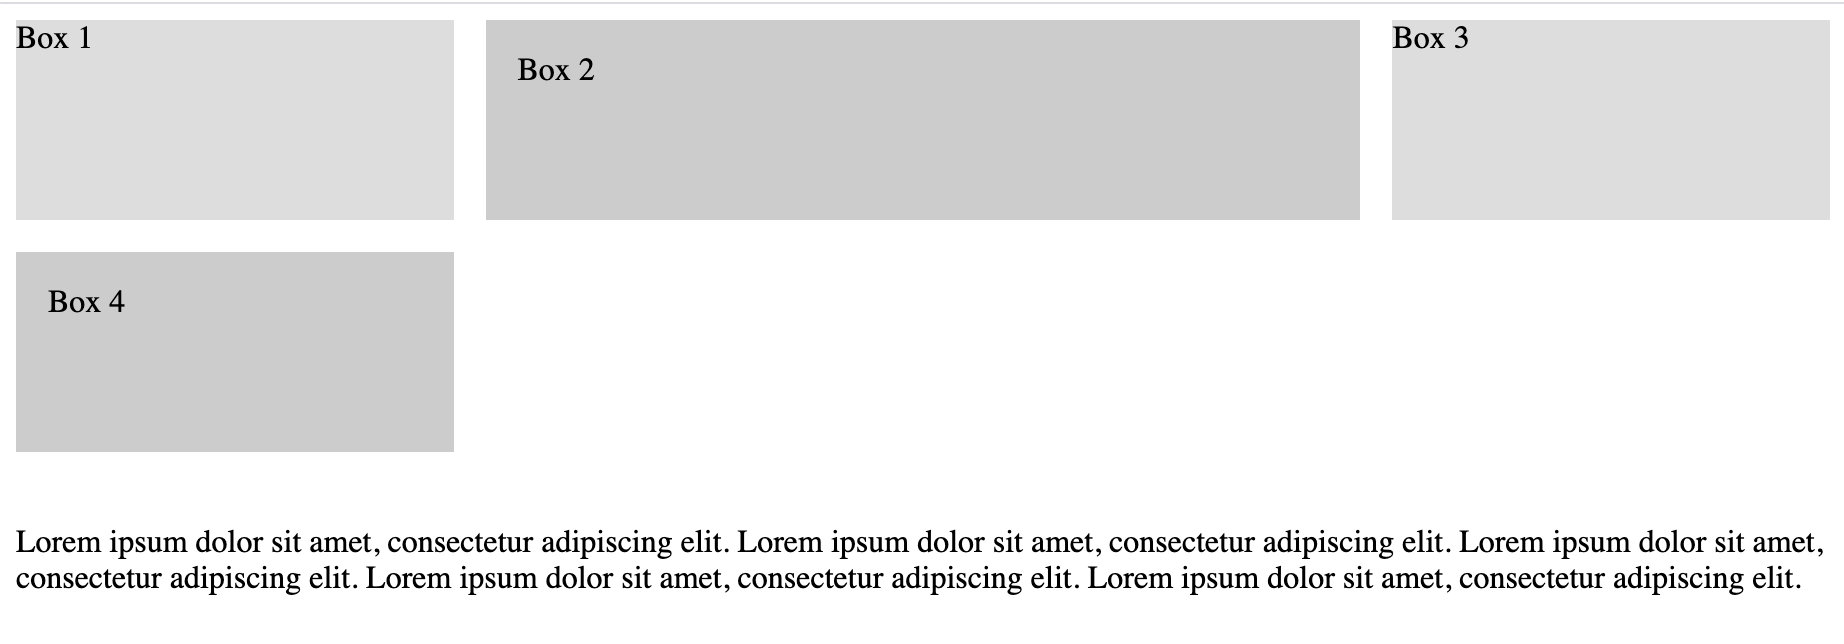 Box 1
Box 2
Box 3
Box 4
Lorem ipsum dolor sit amet, consectetur adipiscing elit. Lorem ipsum dolor sit amet, consectetur adipiscing elit. Lorem ipsum dolor sit amet,
consectetur adipiscing elit. Lorem ipsum dolor sit amet, consectetur adipiscing elit. Lorem ipsum dolor sit amet, consectetur adipiscing elit.